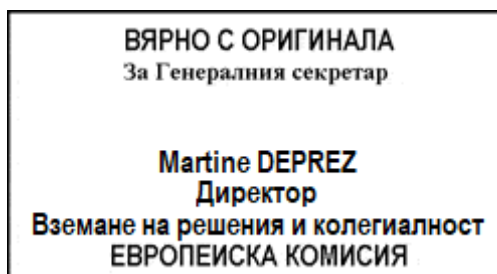 ВЯРНО С ОРИГИНАЛА
За Генералния секретар
Martine DEPREZ
Директор
Вземане на решения и колегиалност
ЕВРОПЕИСКА КОМИСИЯ